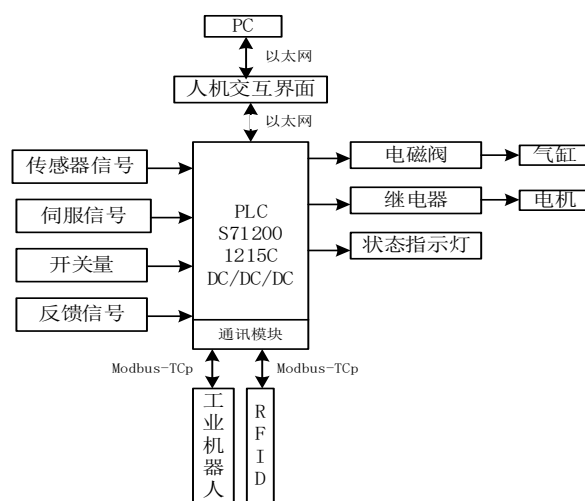 PC
以太网
人机交互界面
以太网
传感器信号
伺服信号
开关量
反馈信号
PLC
S71200
1215C
DC/DC/DC
通讯模块
电磁阀
气缸
继电器
电机
状态指示灯
Modbus-TCp
Modbus-TCp
工业机器人
RFID